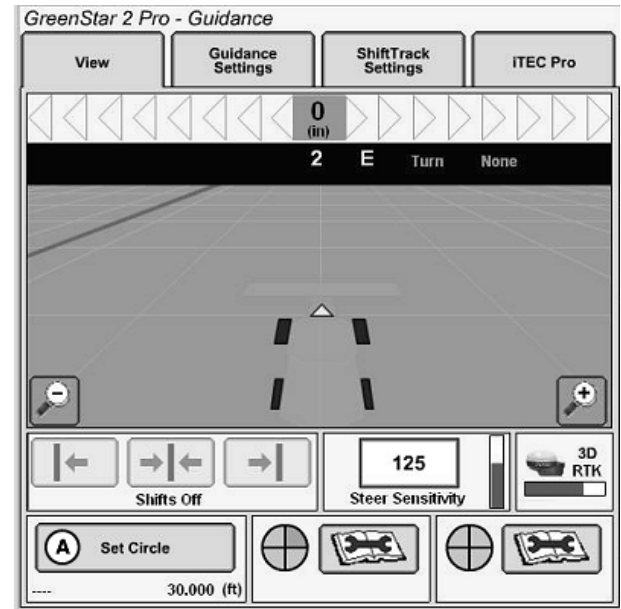 GreenStar 2 Pro - Guidance
View
Guidance
Settings
ShiftTrack
Settings
iTEC Pro
0
(in)
2 E Turn None
Shifts Off
125
Steer Sensitivity
3D
RTK
A Set Circle
---- 30.000 (ft)